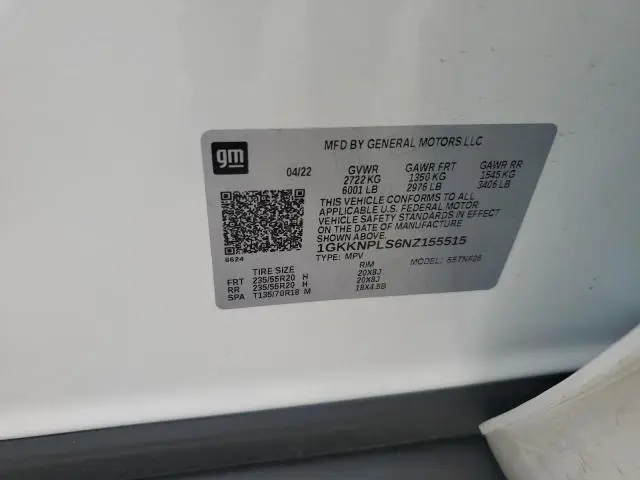 gm
MFD BY GENERAL MOTORS LLC
04/22 GVWR GAWR FRT GAWR RR
2722 KG 1350 KG 1545 KG
6001 LB 2976 LB 3406 LB
THIS VEHICLE CONFORMS TO ALL
APPLICABLE U.S. FEDERAL MOTOR
VEHICLE SAFETY STANDARDS IN EFFECT
ON THE DATE OF MANUFACTURE
SHOWN ABOVE.
1GKKNPLS6NZ155515
6624
TYPE: MPV MODEL: 6STNF26
TIRE SIZE RIM
FRT 235/55R20 H 20X8J
RR 235/55R20 H 20X8J
SPA T135/70R18 M 18X4.5B